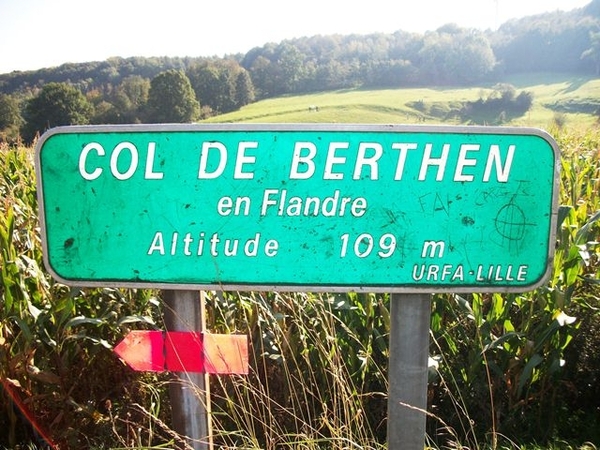 COL DE BERTHEN
en Flandre
Altitude 109 m
URFA-LILLE